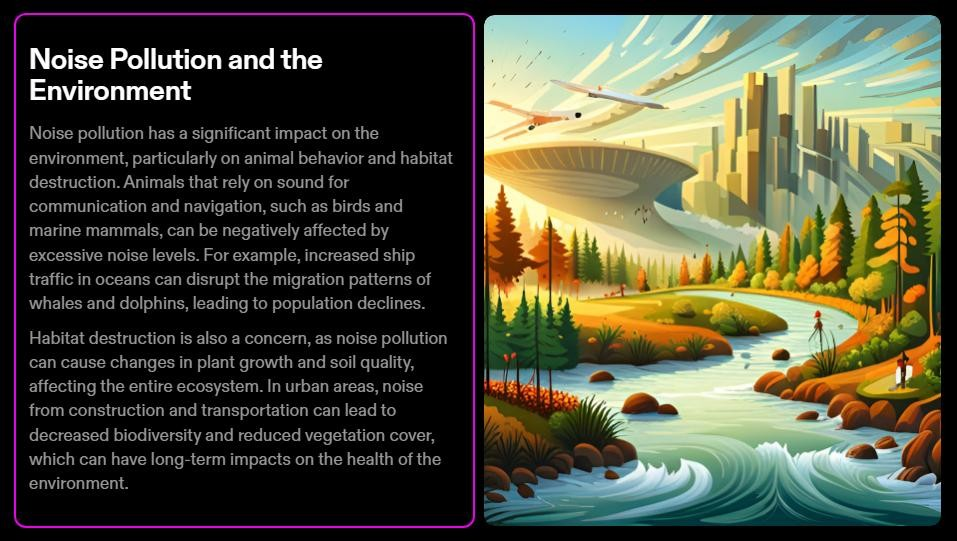 Noise Pollution and the
Environment
Noise pollution has a significant impact on the
environment, particularly on animal behavior and habitat
destruction. Animals that rely on sound for
communication and navigation, such as birds and
marine mammals, can be negatively affected by
excessive noise levels. For example, increased ship
traffic in oceans can disrupt the migration patterns of
whales and dolphins, leading to population declines.
Habitat destruction is also a concern, as noise pollution
can cause changes in plant growth and soil quality,
affecting the entire ecosystem. In urban areas, noise
from construction and transportation can lead to
decreased biodiversity and reduced vegetation cover,
which can have long-term impacts on the health of the
environment.